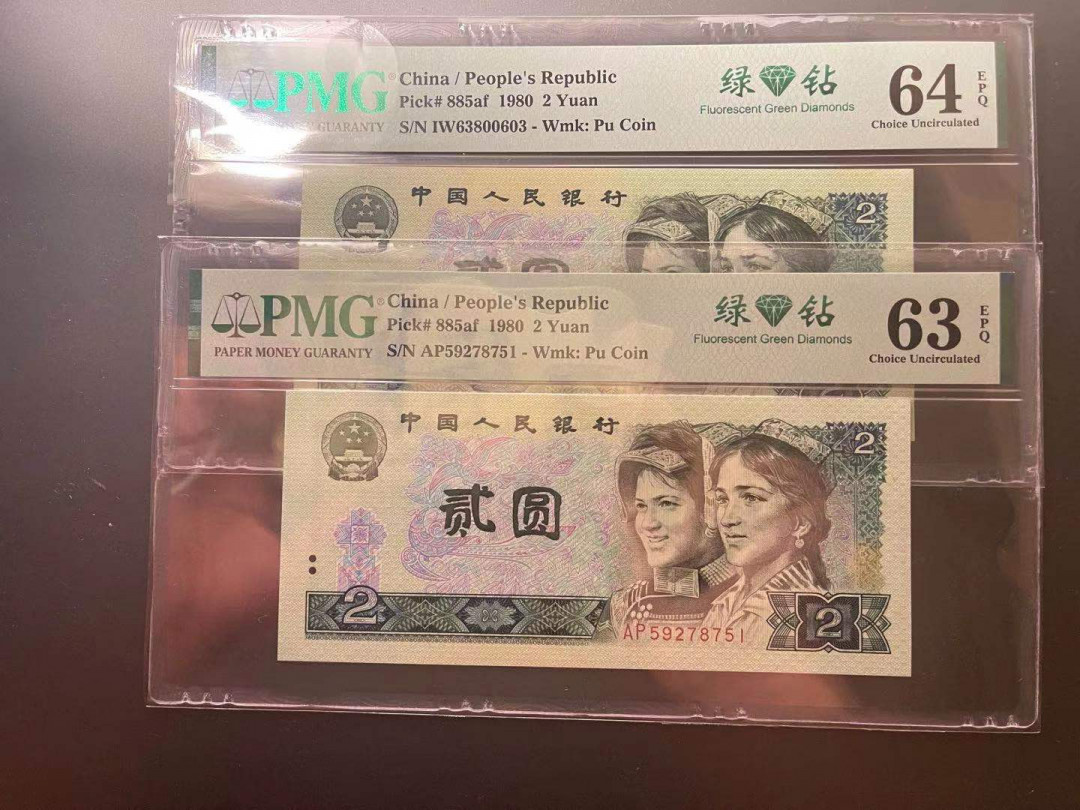 PMG
GUARANTY
China / People's Republic
Pick# 885af 1980 2 Yuan
S/N IW63800603 - Wmk: Pu Coin
绿钻
Fluorescent Green Diamonds
64
EPQ
Choice Uncirculated
中国人民银行
2
贰圆
PMG
PAPER MONEY GUARANTY
China / People's Republic
Pick# 885af 1980 2 Yuan
S/N AP59278751 - Wmk: Pu Coin
绿钻
Fluorescent Green Diamonds
63
EPQ
Choice Uncirculated
中国人民银行
2
贰圆
2
AP59278751
2